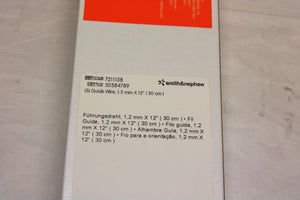 7211138
smith&nephew
50584789
(5) Guide Wire, 1.2 mm X 12" ( 30 cm )
Führungsdraht, 1,2 mm X 12" ( 30 cm ) • Fil
Guide, 1,2 mm X 12" ( 30 cm ) • Filo guida, 1,2
mm X 12" ( 30 cm ) • Alhambre Guía, 1,2 mm X
12" ( 30 cm ) • Fio para a orientação, 1,2 mm X
12" ( 30 cm )